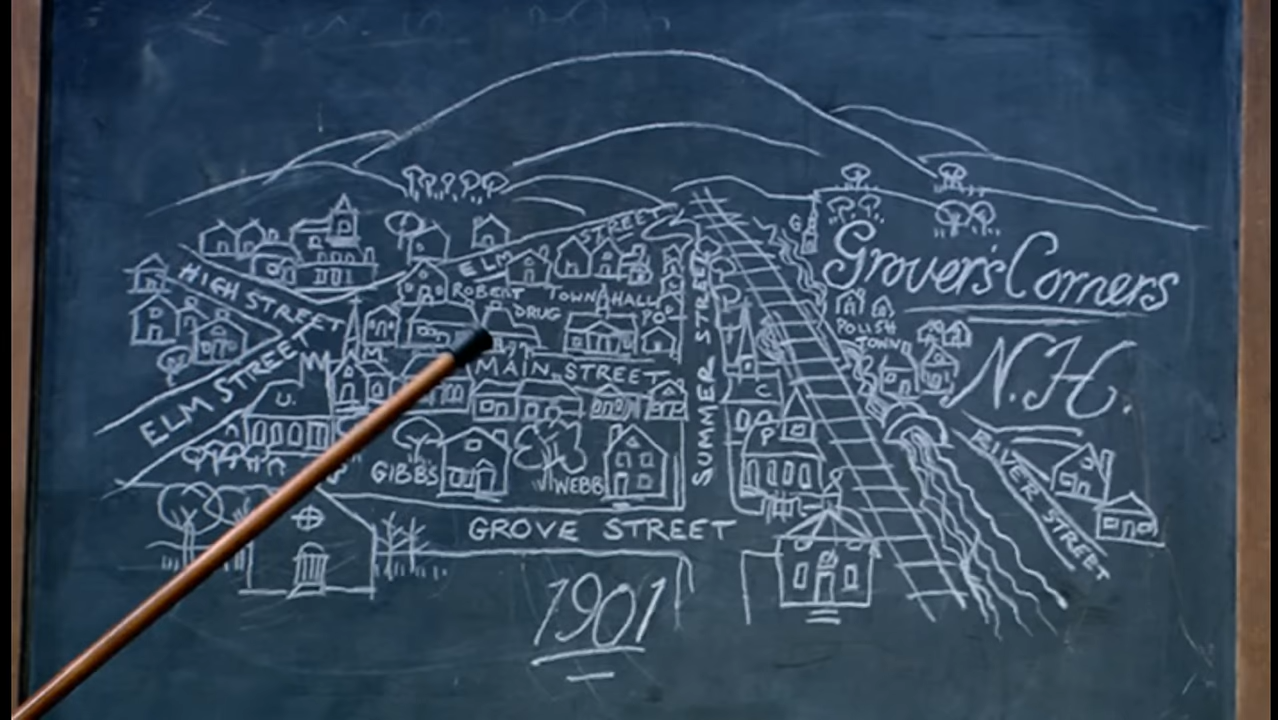 STREET
G
Grover's Corners
HIGH STREET
ELM
ROBERT
DRUG
TOWN HALL
PO
POLISH
TOWN
N.H.
ELM STREET
M
MAIN STREET
SUMMER STREET
U.
C
P
GIBBS
WEBB
RIVER STREET
GROVE STREET
1901